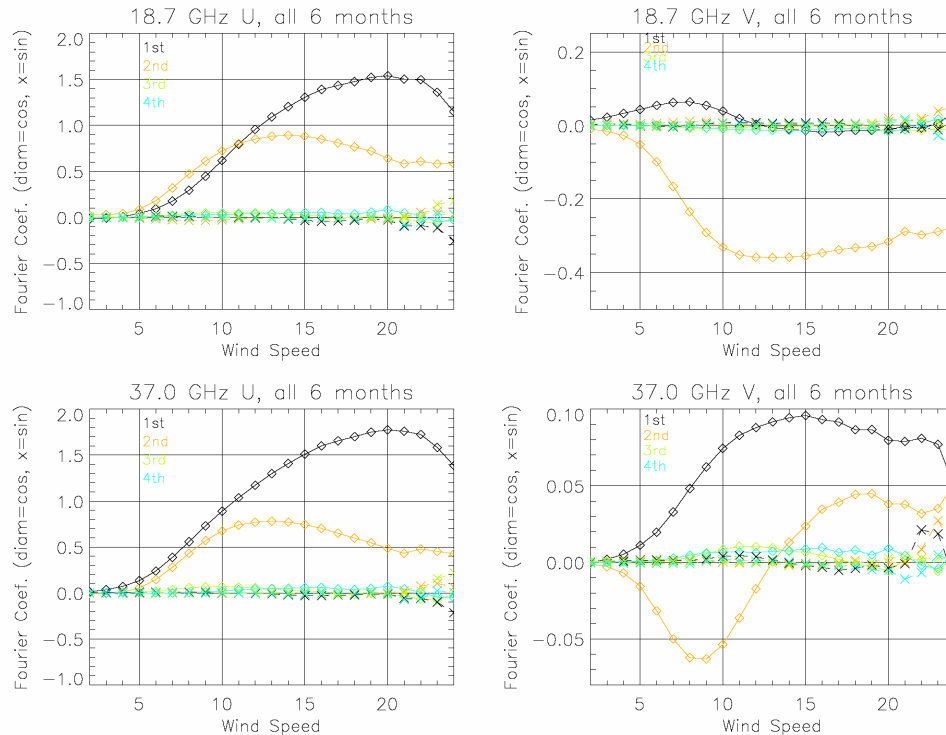 18.7 GHz U, all 6 months
Fourier Coef. (diam=cos, x=sin)
2.0
1.5
1.0
0.5
0.0
−0.5
−1.0
1st
2nd
3rd
4th
5
10
15
20
Wind Speed
18.7 GHz V, all 6 months
Fourier Coef. (diam=cos, x=sin)
0.2
0.0
−0.2
−0.4
1st
2nd
3rd
4th
5
10
15
20
Wind Speed
37.0 GHz U, all 6 months
Fourier Coef. (diam=cos, x=sin)
2.0
1.5
1.0
0.5
0.0
−0.5
−1.0
1st
2nd
3rd
4th
5
10
15
20
Wind Speed
37.0 GHz V, all 6 months
Fourier Coef. (diam=cos, x=sin)
0.10
0.05
0.00
−0.05
1st
2nd
3rd
4th
5
10
15
20
Wind Speed